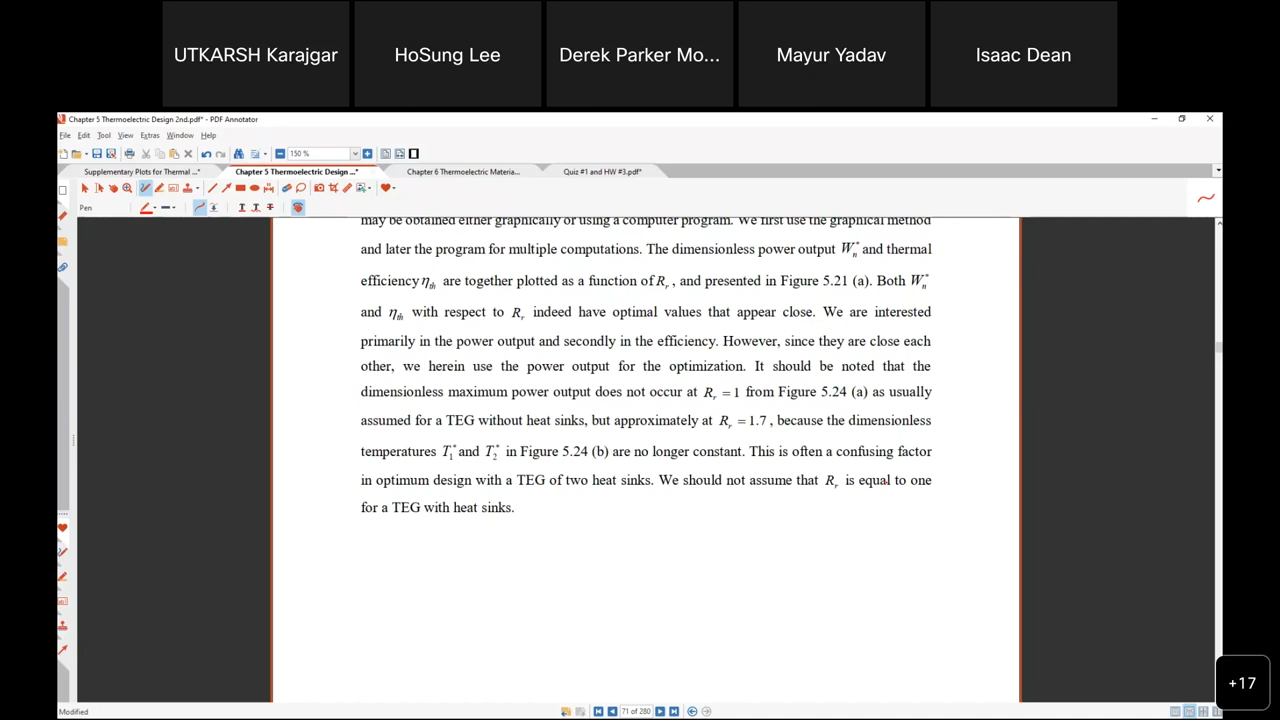 UTKARSH Karajgar
HoSung Lee
Derek Parker Mo...
Mayur Yadav
Isaac Dean
Chapter 5 Thermoelectric Design 2nd.pdf* - PDF Annotator
File Edit Tool View Extras Window Help
150 %
Supplementary Plots for Thermal ...*
Chapter 5 Thermoelectric Design ...*
Chapter 6 Thermoelectric Materia...
Quiz #1 and HW #3.pdf*
Pen
may be obtained either graphically or using a computer program. We first use the graphical method
and later the program for multiple computations. The dimensionless power output Wn* and thermal
efficiency ηth are together plotted as a function of Rr, and presented in Figure 5.21 (a). Both Wn*
and ηth with respect to Rr indeed have optimal values that appear close. We are interested
primarily in the power output and secondly in the efficiency. However, since they are close each
other, we herein use the power output for the optimization. It should be noted that the
dimensionless maximum power output does not occur at Rr = 1 from Figure 5.24 (a) as usually
assumed for a TEG without heat sinks, but approximately at Rr = 1.7, because the dimensionless
temperatures T1* and T2* in Figure 5.24 (b) are no longer constant. This is often a confusing factor
in optimum design with a TEG of two heat sinks. We should not assume that Rr is equal to one
for a TEG with heat sinks.
+17
Modified
71 of 280